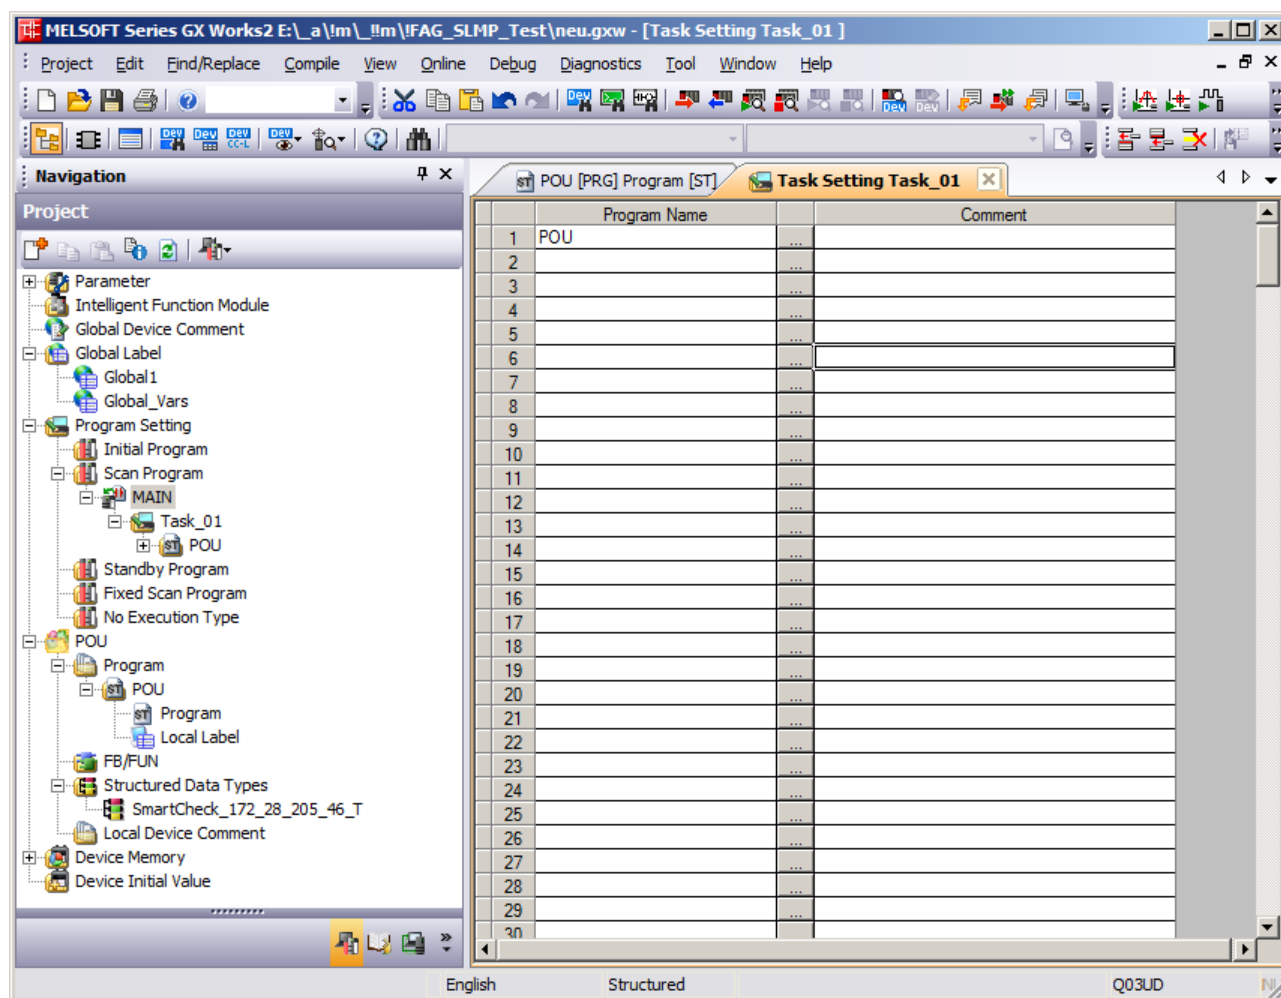 MELSOFT Series GX Works2 E:\_a\!m\_!!m\!FAG_SLMP_Test\neu.gxw - [Task Setting Task_01 ]
Project Edit Find/Replace Compile View Online Debug Diagnostics Tool Window Help
Navigation
POU [PRG] Program [ST] Task Setting Task_01
Project
Program Name Comment
1 POU ...
2 ...
3 ...
4 ...
5 ...
6 ...
7 ...
8 ...
9 ...
10 ...
11 ...
12 ...
13 ...
14 ...
15 ...
16 ...
17 ...
18 ...
19 ...
20 ...
21 ...
22 ...
23 ...
24 ...
25 ...
26 ...
27 ...
28 ...
29 ...
30
Parameter
Intelligent Function Module
Global Device Comment
Global Label
Global1
Global_Vars
Program Setting
Initial Program
Scan Program
MAIN
Task_01
POU
Standby Program
Fixed Scan Program
No Execution Type
POU
Program
POU
Program
Local Label
FB/FUN
Structured Data Types
SmartCheck_172_28_205_46_T
Local Device Comment
Device Memory
Device Initial Value
English Structured Q03UD